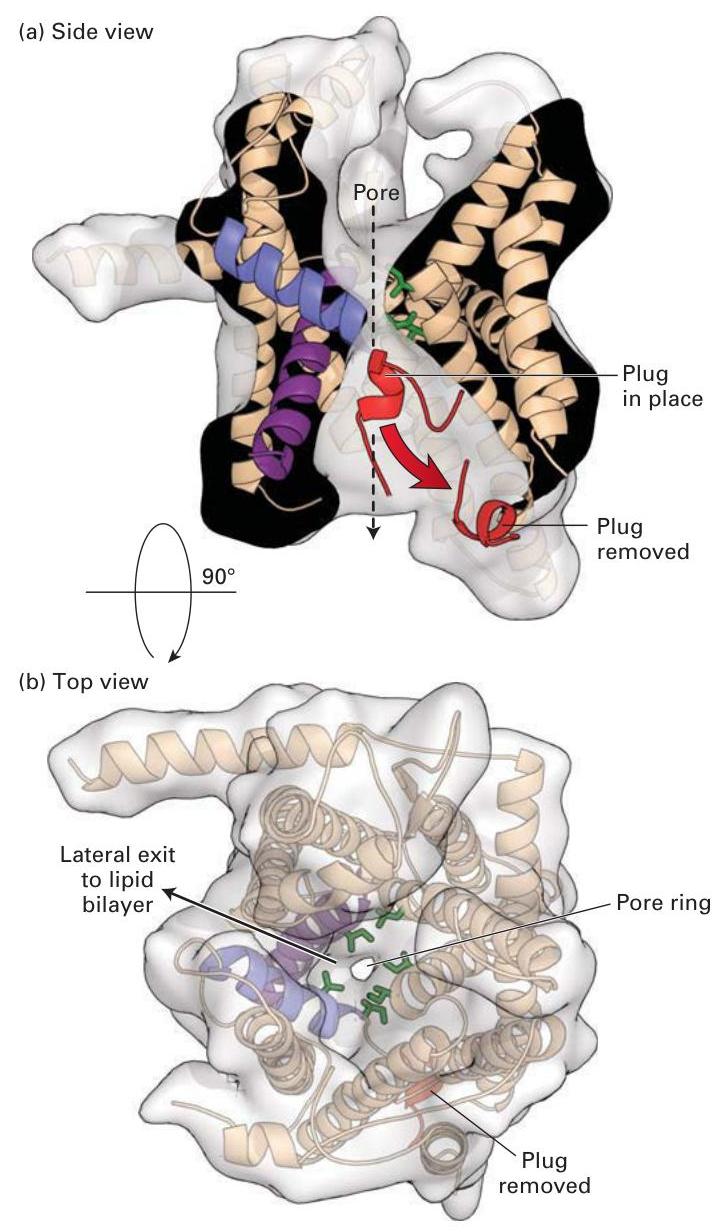 (a) Side view
Pore
Plug
in place
Plug
removed
90°
(b) Top view
Lateral exit
to lipid
bilayer
Pore ring
Plug
removed